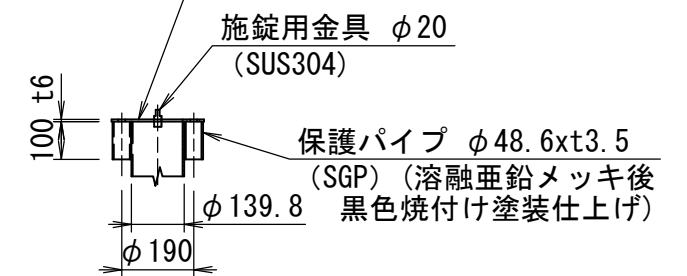 施錠用金具 φ20
(SUS304)
100 t6
保護パイプ φ48.6xt3.5
(SGP) (溶融亜鉛メッキ後
黒色焼付け塗装仕上げ)
φ139.8
φ190